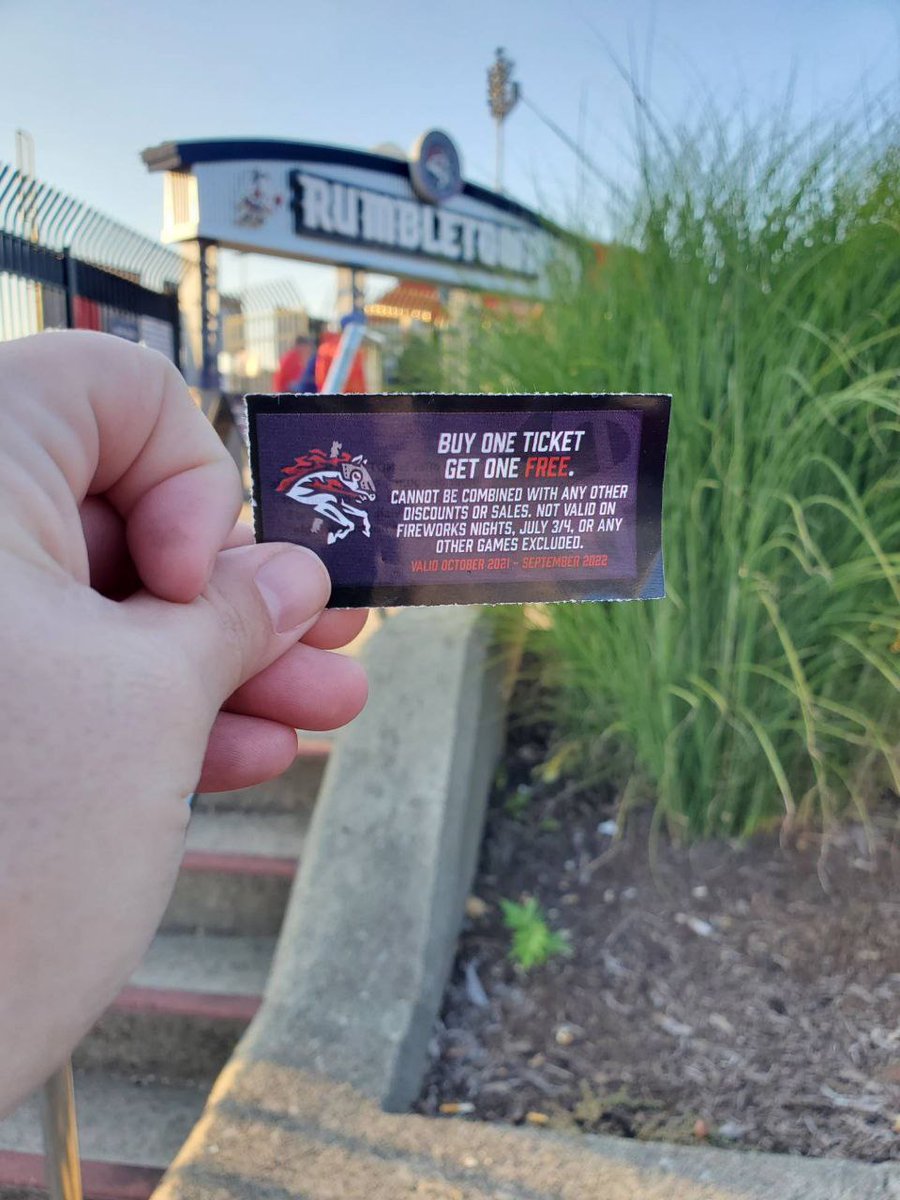 RUMBLETOWN
BUY ONE TICKET
GET ONE FREE.
CANNOT BE COMBINED WITH ANY OTHER
DISCOUNTS OR SALES. NOT VALID ON
FIREWORKS NIGHTS, JULY 3/4, OR ANY
OTHER GAMES EXCLUDED.
VALID OCTOBER 2021 - SEPTEMBER 2022